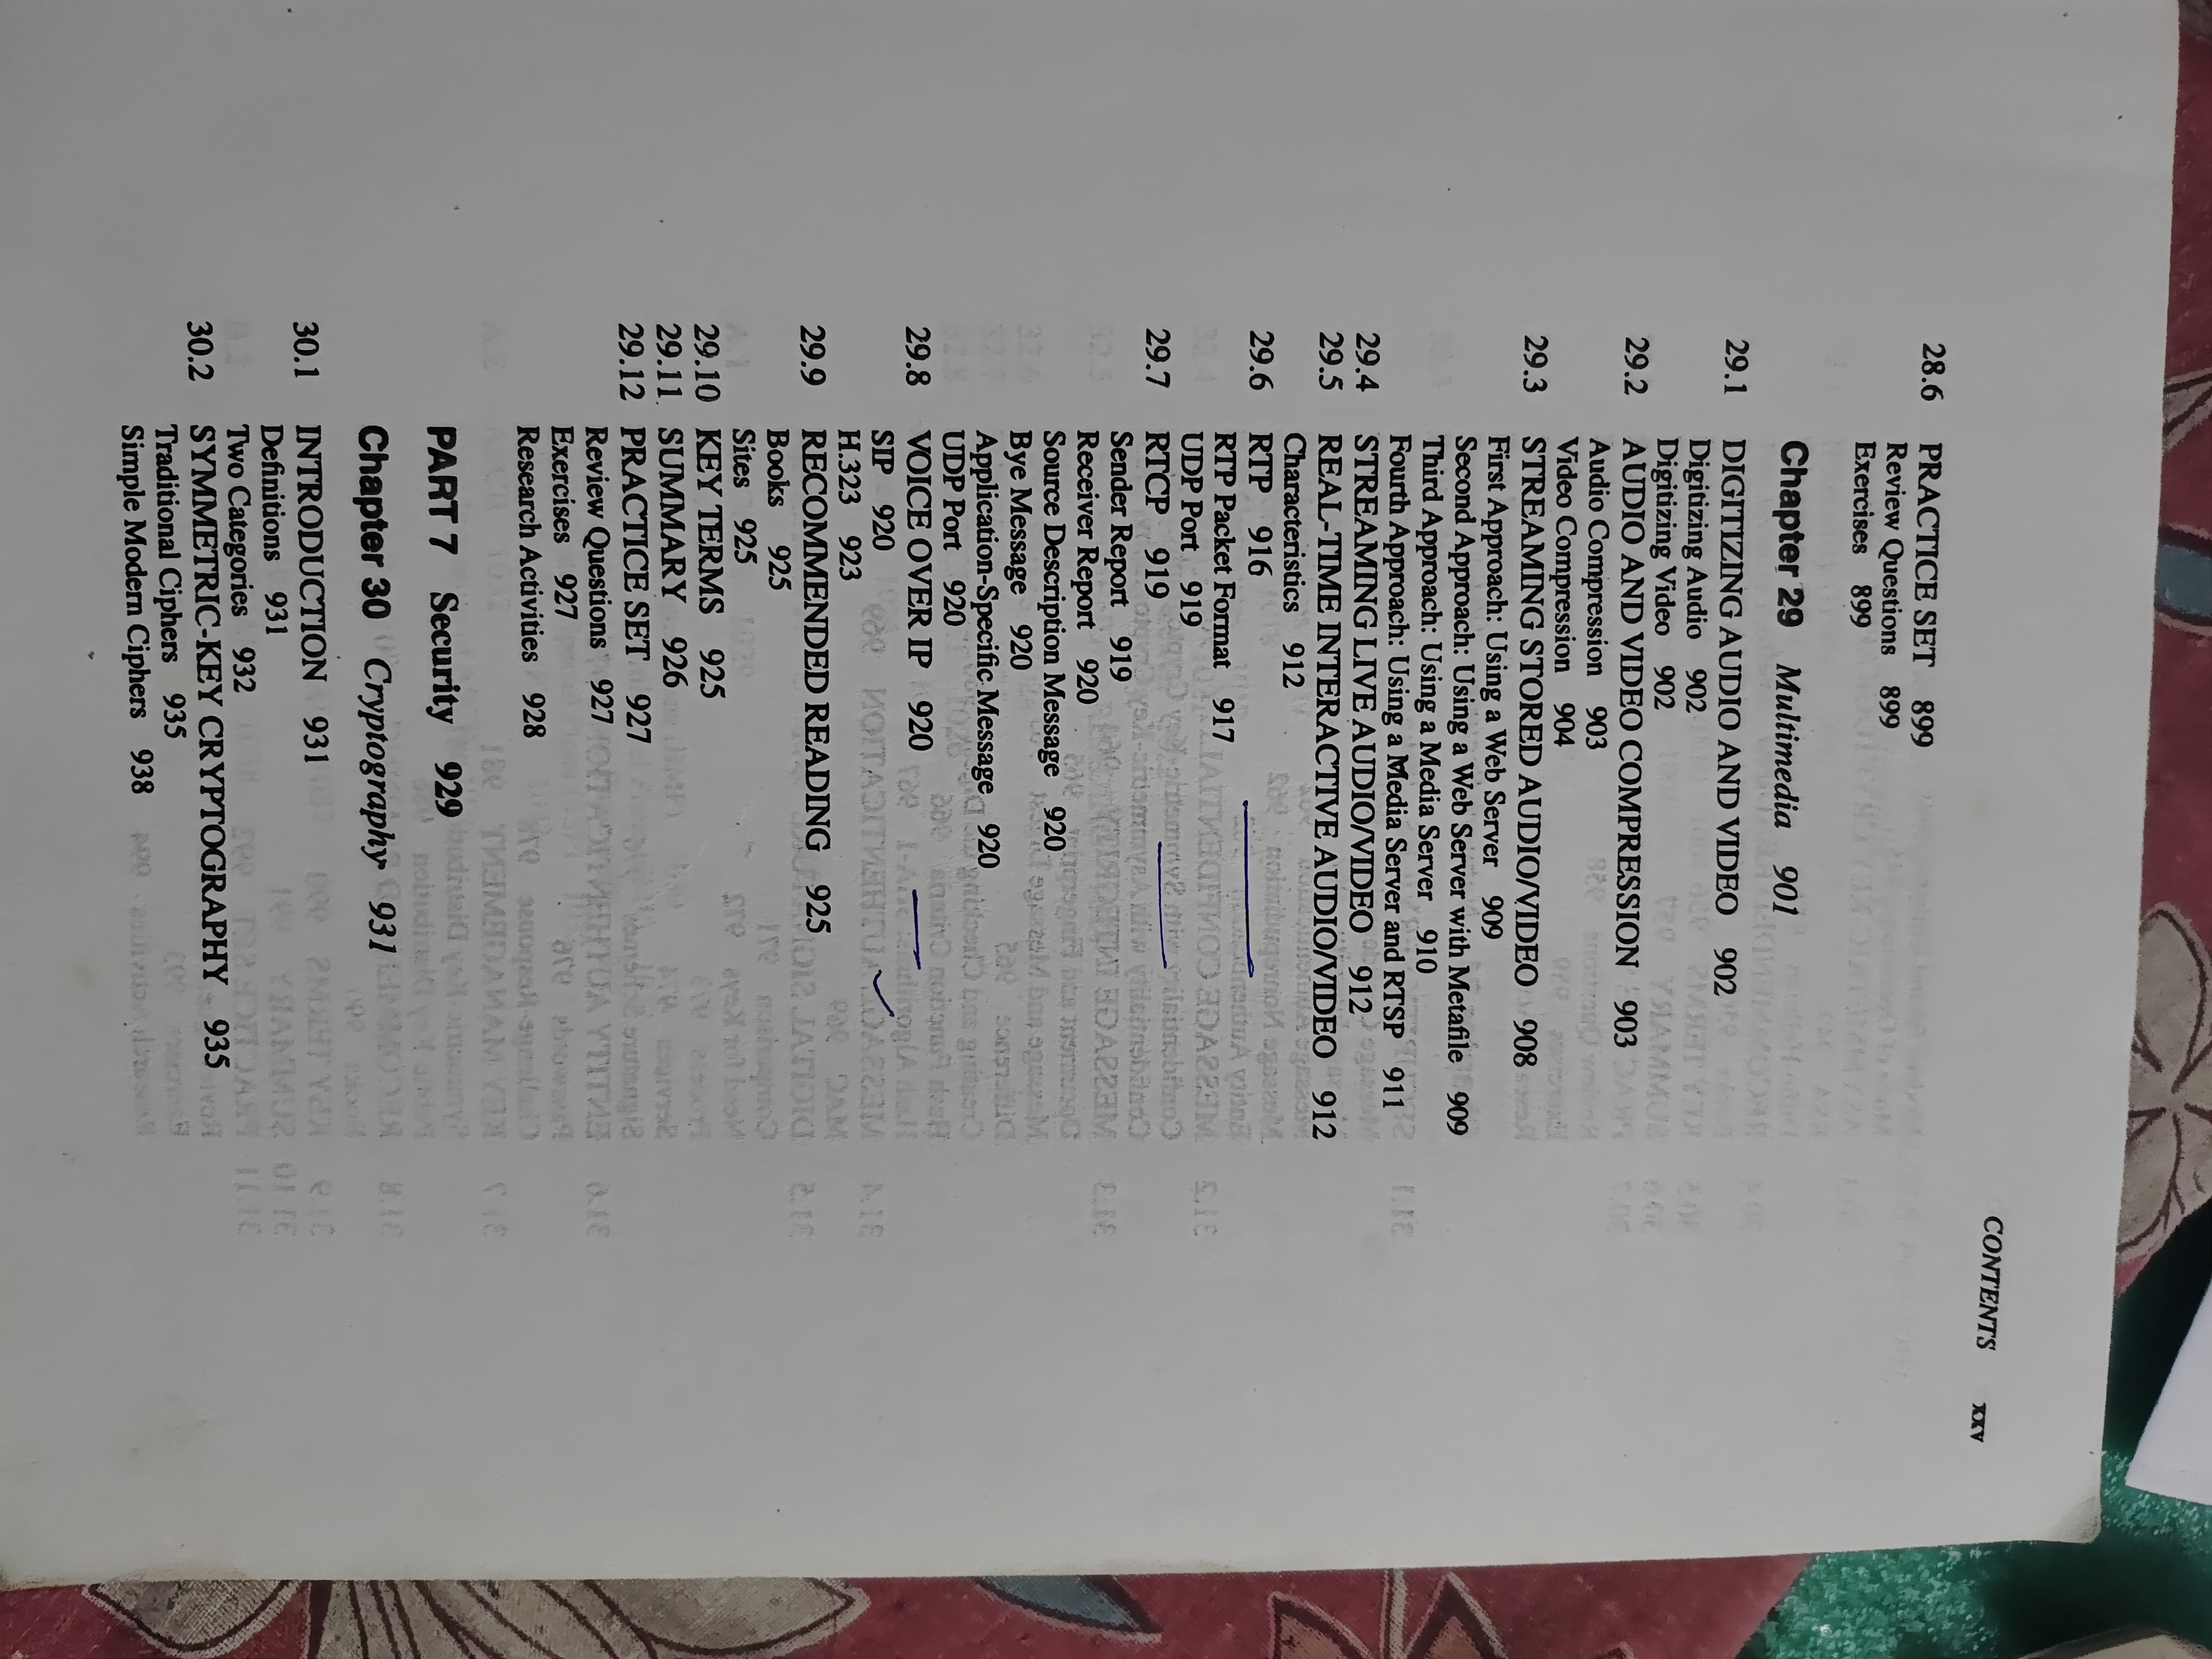 CONTENTS xxv
28.6 PRACTICE SET 899
Review Questions 899
Exercises 899
Chapter 29 Multimedia 901
29.1 DIGITIZING AUDIO AND VIDEO 902
Digitizing Audio 902
Digitizing Video 902
29.2 AUDIO AND VIDEO COMPRESSION 903
Audio Compression 903
Video Compression 904
29.3 STREAMING STORED AUDIO/VIDEO 908
First Approach: Using a Web Server 909
Second Approach: Using a Web Server with Metafile 909
Third Approach: Using a Media Server 910
Fourth Approach: Using a Media Server and RTSP 911
29.4 STREAMING LIVE AUDIO/VIDEO 912
29.5 REAL-TIME INTERACTIVE AUDIO/VIDEO 912
Characteristics 912
29.6 RTP 916
RTP Packet Format 917
UDP Port 919
29.7 RTCP 919
Sender Report 919
Receiver Report 920
Source Description Message 920
Bye Message 920
Application-Specific Message 920
UDP Port 920
29.8 VOICE OVER IP 920
SIP 920
H.323 923
29.9 RECOMMENDED READING 925
Books 925
Sites 925
29.10 KEY TERMS 925
29.11 SUMMARY 926
29.12 PRACTICE SET 927
Review Questions 927
Exercises 927
Research Activities 928
PART 7 Security 929
Chapter 30 Cryptography 931
30.1 INTRODUCTION 931
Definitions 931
Two Categories 932
30.2 SYMMETRIC-KEY CRYPTOGRAPHY 935
Traditional Ciphers 935
Simple Modern Ciphers 938